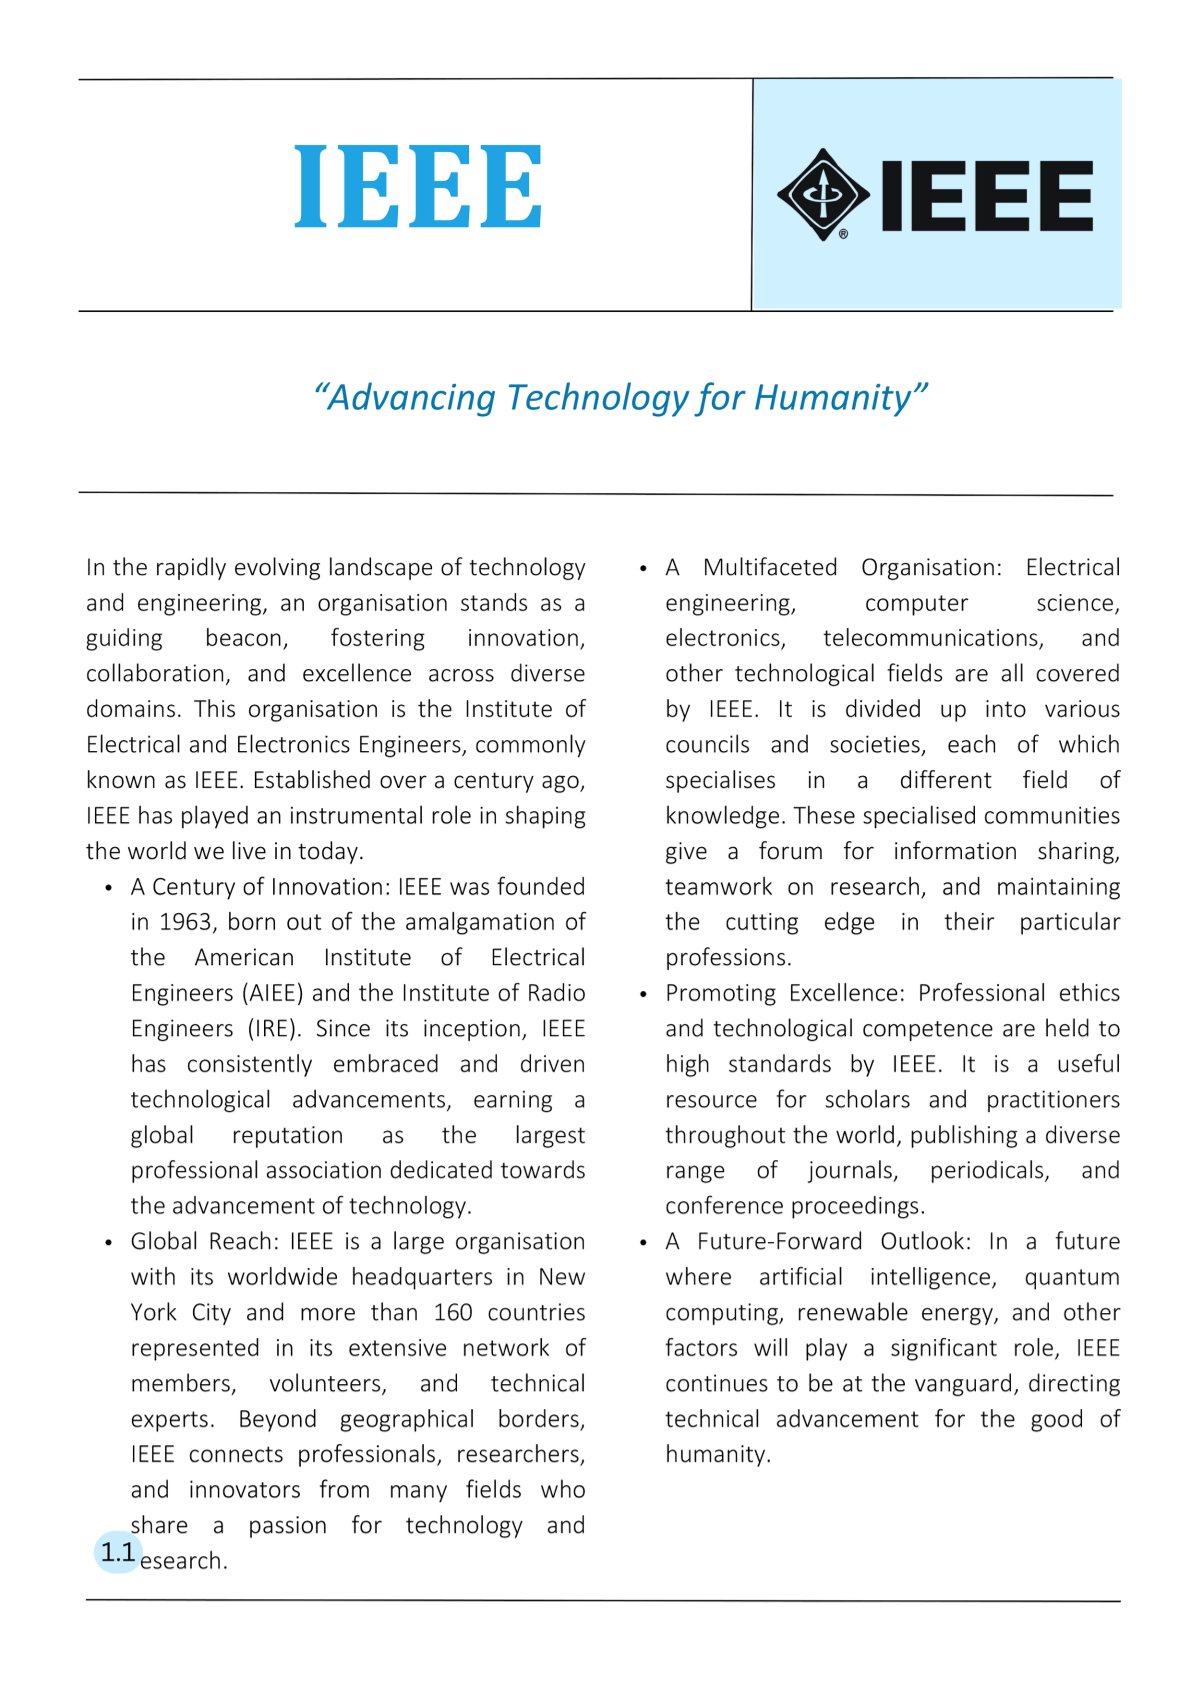 IEEE
® IEEE
“Advancing Technology for Humanity”
In the rapidly evolving landscape of technology
and engineering, an organisation stands as a
guiding beacon, fostering innovation,
collaboration, and excellence across diverse
domains. This organisation is the Institute of
Electrical and Electronics Engineers, commonly
known as IEEE. Established over a century ago,
IEEE has played an instrumental role in shaping
the world we live in today.
• A Century of Innovation: IEEE was founded
in 1963, born out of the amalgamation of
the American Institute of Electrical
Engineers (AIEE) and the Institute of Radio
Engineers (IRE). Since its inception, IEEE
has consistently embraced and driven
technological advancements, earning a
global reputation as the largest
professional association dedicated towards
the advancement of technology.
• Global Reach: IEEE is a large organisation
with its worldwide headquarters in New
York City and more than 160 countries
represented in its extensive network of
members, volunteers, and technical
experts. Beyond geographical borders,
IEEE connects professionals, researchers,
and innovators from many fields who
share a passion for technology and
esearch.
• A Multifaceted Organisation: Electrical
engineering, computer science,
electronics, telecommunications, and
other technological fields are all covered
by IEEE. It is divided up into various
councils and societies, each of which
specialises in a different field of
knowledge. These specialised communities
give a forum for information sharing,
teamwork on research, and maintaining
the cutting edge in their particular
professions.
• Promoting Excellence: Professional ethics
and technological competence are held to
high standards by IEEE. It is a useful
resource for scholars and practitioners
throughout the world, publishing a diverse
range of journals, periodicals, and
conference proceedings.
• A Future-Forward Outlook: In a future
where artificial intelligence, quantum
computing, renewable energy, and other
factors will play a significant role, IEEE
continues to be at the vanguard, directing
technical advancement for the good of
humanity.
1.1